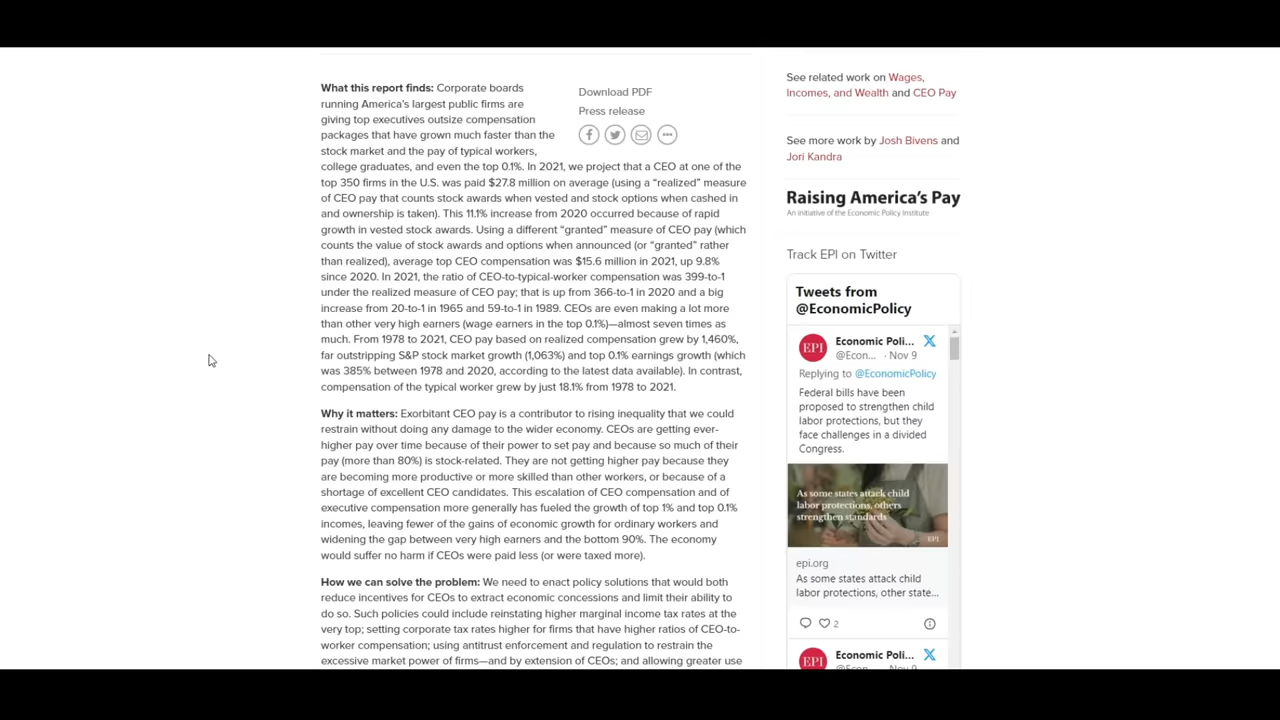 What this report finds: Corporate boards
running America's largest public firms are
giving top executives outsize compensation
packages that have grown much faster than the
stock market and the pay of typical workers,
college graduates, and even the top 0.1%. In 2021, we project that a CEO at one of the
top 350 firms in the U.S. was paid $27.8 million on average (using a “realized” measure
of CEO pay that counts stock awards when vested and stock options when cashed in
and ownership is taken). This 11.1% increase from 2020 occurred because of rapid
growth in vested stock awards. Using a different “granted” measure of CEO pay (which
counts the value of stock awards and options when announced (or “granted” rather
than realized), average top CEO compensation was $15.6 million in 2021, up 9.8%
since 2020. In 2021, the ratio of CEO-to-typical-worker compensation was 399-to-1
under the realized measure of CEO pay; that is up from 366-to-1 in 2020 and a big
increase from 20-to-1 in 1965 and 59-to-1 in 1989. CEOs are even making a lot more
than other very high earners (wage earners in the top 0.1%)—almost seven times as
much. From 1978 to 2021, CEO pay based on realized compensation grew by 1,460%,
far outstripping S&P stock market growth (1,063%) and top 0.1% earnings growth (which
was 385% between 1978 and 2020, according to the latest data available). In contrast,
compensation of the typical worker grew by just 18.1% from 1978 to 2021.
Why it matters: Exorbitant CEO pay is a contributor to rising inequality that we could
restrain without doing any damage to the wider economy. CEOs are getting ever-
higher pay over time because of their power to set pay and because so much of their
pay (more than 80%) is stock-related. They are not getting higher pay because they
are becoming more productive or more skilled than other workers, or because of a
shortage of excellent CEO candidates. This escalation of CEO compensation and of
executive compensation more generally has fueled the growth of top 1% and top 0.1%
incomes, leaving fewer of the gains of economic growth for ordinary workers and
widening the gap between very high earners and the bottom 90%. The economy
would suffer no harm if CEOs were paid less (or were taxed more).
How we can solve the problem: We need to enact policy solutions that would both
reduce incentives for CEOs to extract economic concessions and limit their ability to
do so. Such policies could include reinstating higher marginal income tax rates at the
very top; setting corporate tax rates higher for firms that have higher ratios of CEO-to-
worker compensation; using antitrust enforcement and regulation to restrain the
excessive market power of firms—and by extension of CEOs; and allowing greater use
Download PDF
Press release
See related work on Wages,
Incomes, and Wealth and CEO Pay
See more work by Josh Bivens and
Jori Kandra
Raising America's Pay
An initiative of the Economic Policy Institute
Track EPI on Twitter
Tweets from
@EconomicPolicy
EPI
Economic Poli...
@Econ... · Nov 9
Replying to @EconomicPolicy
Federal bills have been
proposed to strengthen child
labor protections, but they
face challenges in a divided
Congress.
As some states attack child
labor protections, others
strengthen standards
EPI
epi.org
As some states attack child
labor protections, other state...
2
EPI
Economic Poli...
@Econ... · Nov 9